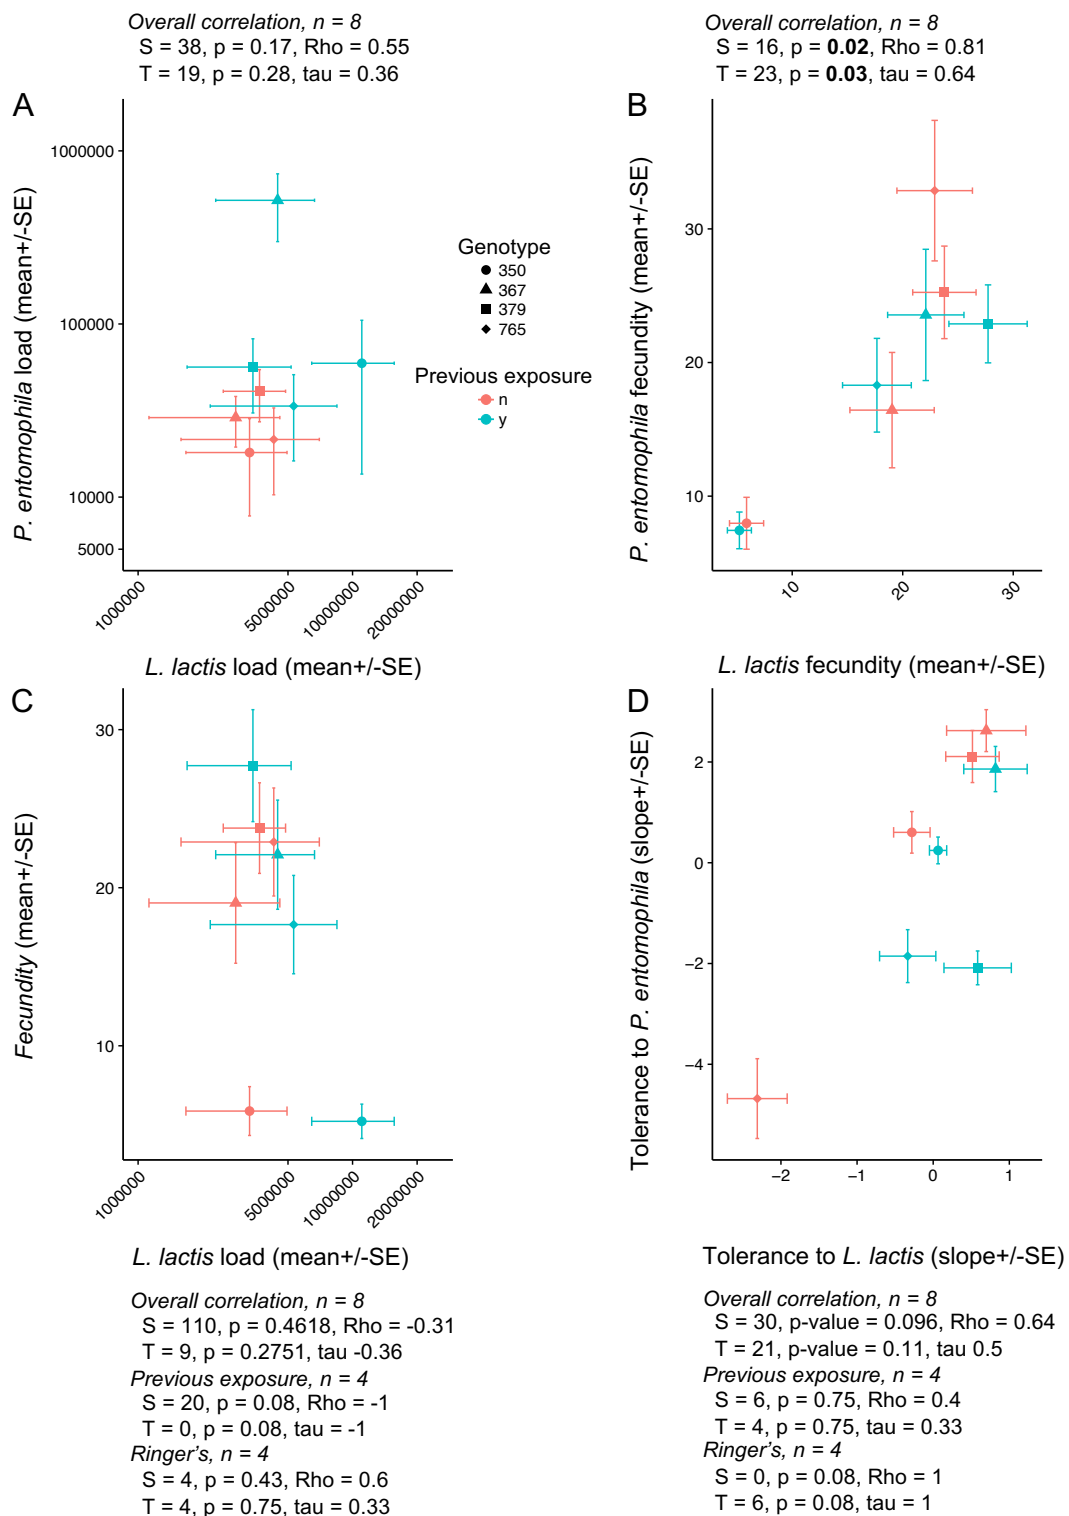 Overall correlation, n = 8
S = 38, p = 0.17, Rho = 0.55
T = 19, p = 0.28, tau = 0.36
Overall correlation, n = 8
S = 16, p = 0.02, Rho = 0.81
T = 23, p = 0.03, tau = 0.64
A
P. entomophila load (mean+/-SE)
1000000
100000
10000
5000
1000000
5000000
10000000
20000000
L. lactis load (mean+/-SE)
Genotype
350
367
379
765
Previous exposure
n
y
B
P. entomophila fecundity (mean+/-SE)
30
20
10
10
20
30
L. lactis fecundity (mean+/-SE)
C
Fecundity (mean+/-SE)
30
20
10
1000000
5000000
10000000
20000000
L. lactis load (mean+/-SE)
D
Tolerance to P. entomophila (slope+/-SE)
2
0
−2
−4
−2
−1
0
1
Tolerance to L. lactis (slope+/-SE)
Overall correlation, n = 8
S = 110, p = 0.4618, Rho = -0.31
T = 9, p = 0.2751, tau -0.36
Previous exposure, n = 4
S = 20, p = 0.08, Rho = -1
T = 0, p = 0.08, tau = -1
Ringer's, n = 4
S = 4, p = 0.43, Rho = 0.6
T = 4, p = 0.75, tau = 0.33
Overall correlation, n = 8
S = 30, p-value = 0.096, Rho = 0.64
T = 21, p-value = 0.11, tau 0.5
Previous exposure, n = 4
S = 6, p = 0.75, Rho = 0.4
T = 4, p = 0.75, tau = 0.33
Ringer's, n = 4
S = 0, p = 0.08, Rho = 1
T = 6, p = 0.08, tau = 1